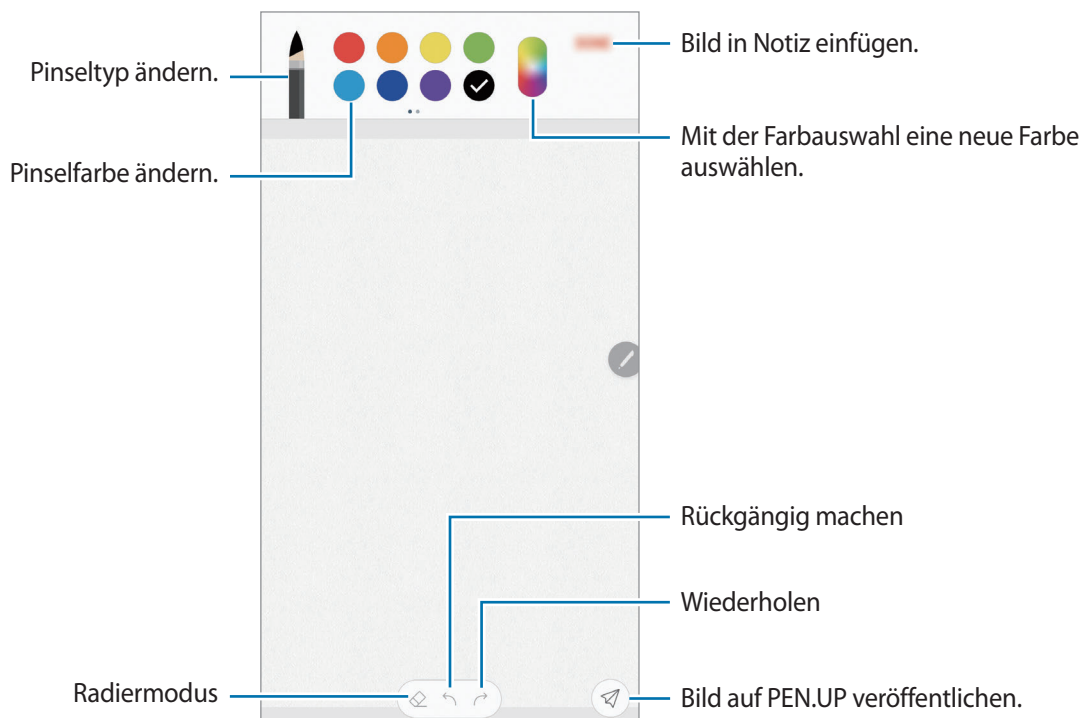 Bild in Notiz einfügen.
Pinseltyp ändern.
Mit der Farbauswahl eine neue Farbe
auswählen.
Pinselfarbe ändern.
Rückgängig machen
Wiederholen
Radiermodus
Bild auf PEN.UP veröffentlichen.